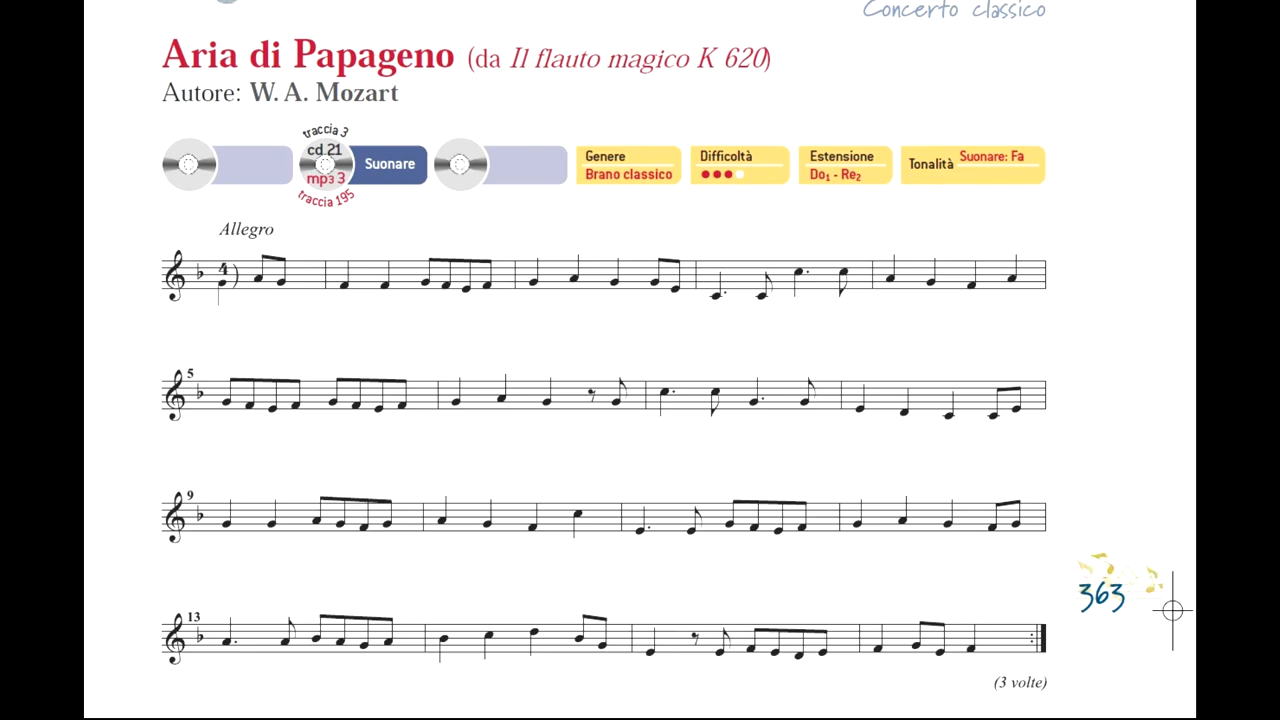 Concerto classico
Aria di Papageno (da Il flauto magico K 620)
Autore: W. A. Mozart
traccia 3
cd 21
mp3 3
traccia 195
Suonare
Genere
Brano classico
Difficoltà
Estensione
Do1 - Re2
Tonalità Suonare: Fa
Allegro
4
5
9
363
13
(3 volte)